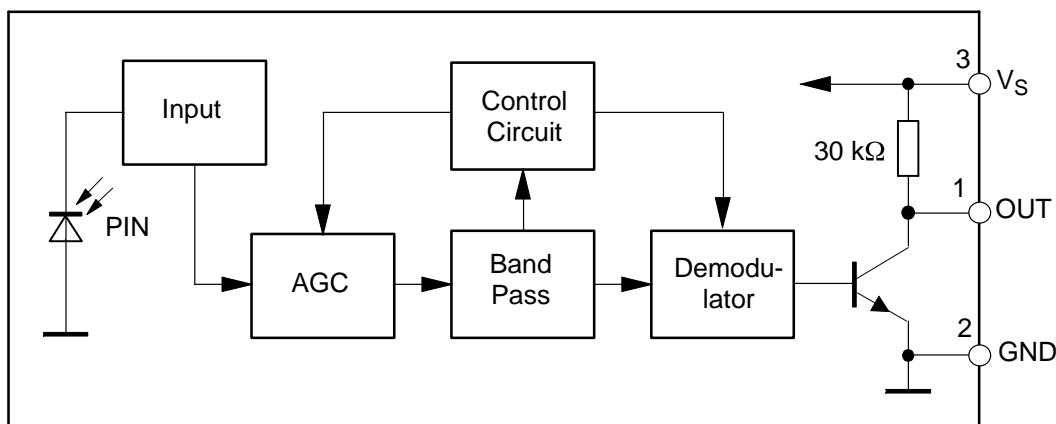 3
V_S
Input
Control
Circuit
30 kΩ
1
OUT
PIN
AGC
Band
Pass
Demodu-
lator
2
GND